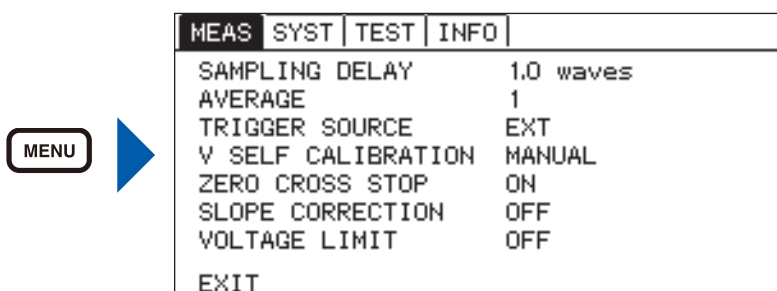 MENU
MEAS SYST TEST INFO
SAMPLING DELAY 1.0 waves
AVERAGE 1
TRIGGER SOURCE EXT
V SELF CALIBRATION MANUAL
ZERO CROSS STOP ON
SLOPE CORRECTION OFF
VOLTAGE LIMIT OFF
EXIT